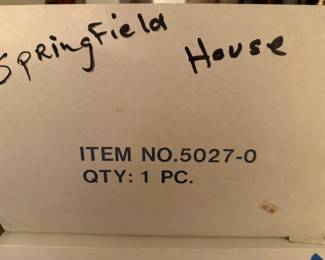 Springfield House
ITEM NO.5027-0
QTY: 1 PC.